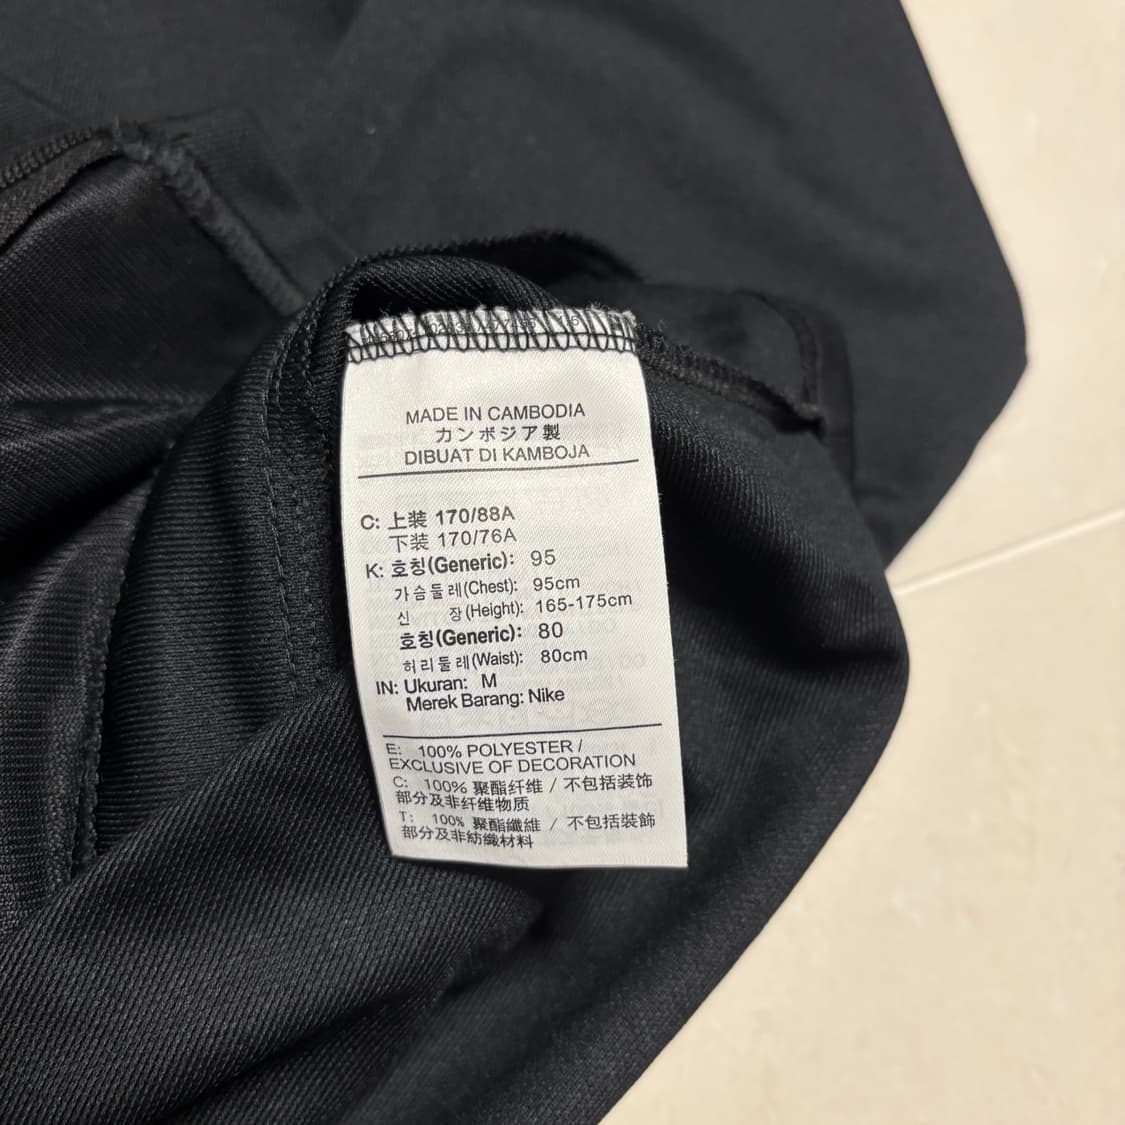 MADE IN CAMBODIA
カンボジア製
DIBUAT DI KAMBOJA
C: 上装 170/88A
下装 170/76A
K: 호칭(Generic): 95
가슴둘레(Chest): 95cm
신 장(Height): 165-175cm
호칭(Generic): 80
허리둘레(Waist): 80cm
IN: Ukuran: M
Merek Barang: Nike
E: 100% POLYESTER /
EXCLUSIVE OF DECORATION
C: 100% 聚酯纤维 / 不包括装饰
部分及非纤维物质
T: 100% 聚酯纖維 / 不包括裝飾
部分及非紡織材料